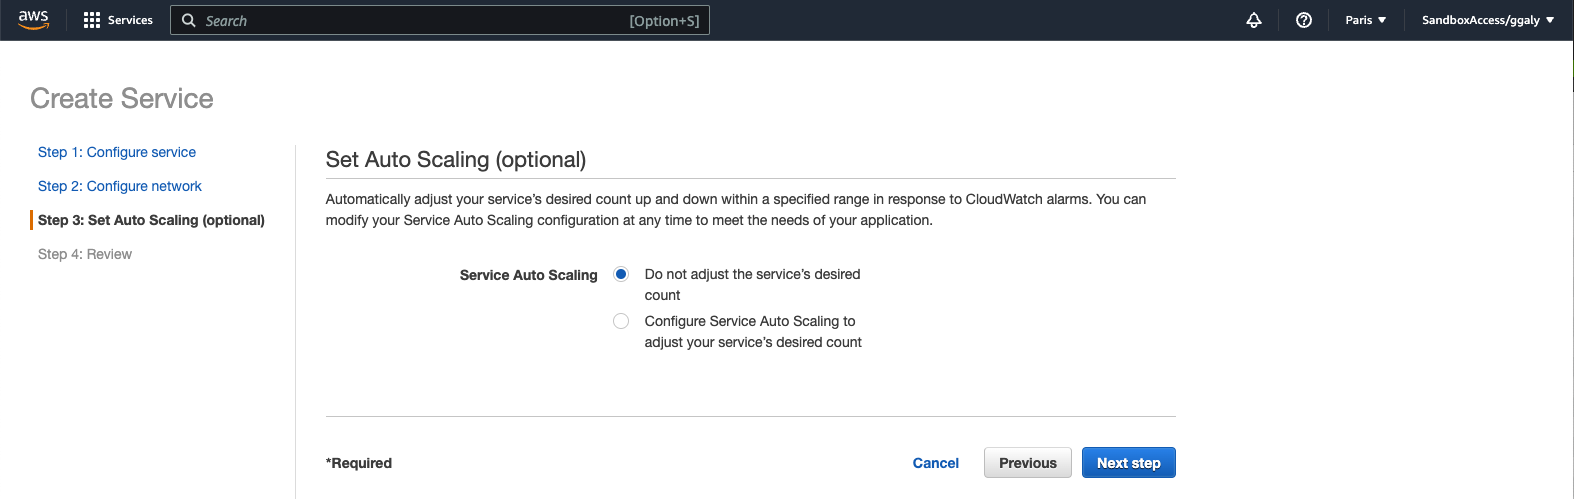 aws Services Search [Option+S] Paris SandboxAccess/ggaly
Create Service
Step 1: Configure service
Step 2: Configure network
Step 3: Set Auto Scaling (optional)
Step 4: Review
Set Auto Scaling (optional)
Automatically adjust your service’s desired count up and down within a specified range in response to CloudWatch alarms. You can
modify your Service Auto Scaling configuration at any time to meet the needs of your application.
Service Auto Scaling Do not adjust the service’s desired
count
Configure Service Auto Scaling to
adjust your service’s desired count
*Required Cancel Previous Next step